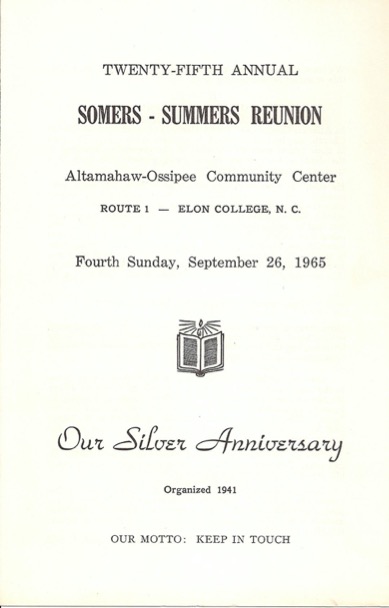 TWENTY-FIFTH ANNUAL
SOMERS - SUMMERS REUNION
Altamahaw-Ossipee Community Center
ROUTE 1 — ELON COLLEGE, N. C.
Fourth Sunday, September 26, 1965
Our Silver Anniversary
Organized 1941
OUR MOTTO: KEEP IN TOUCH